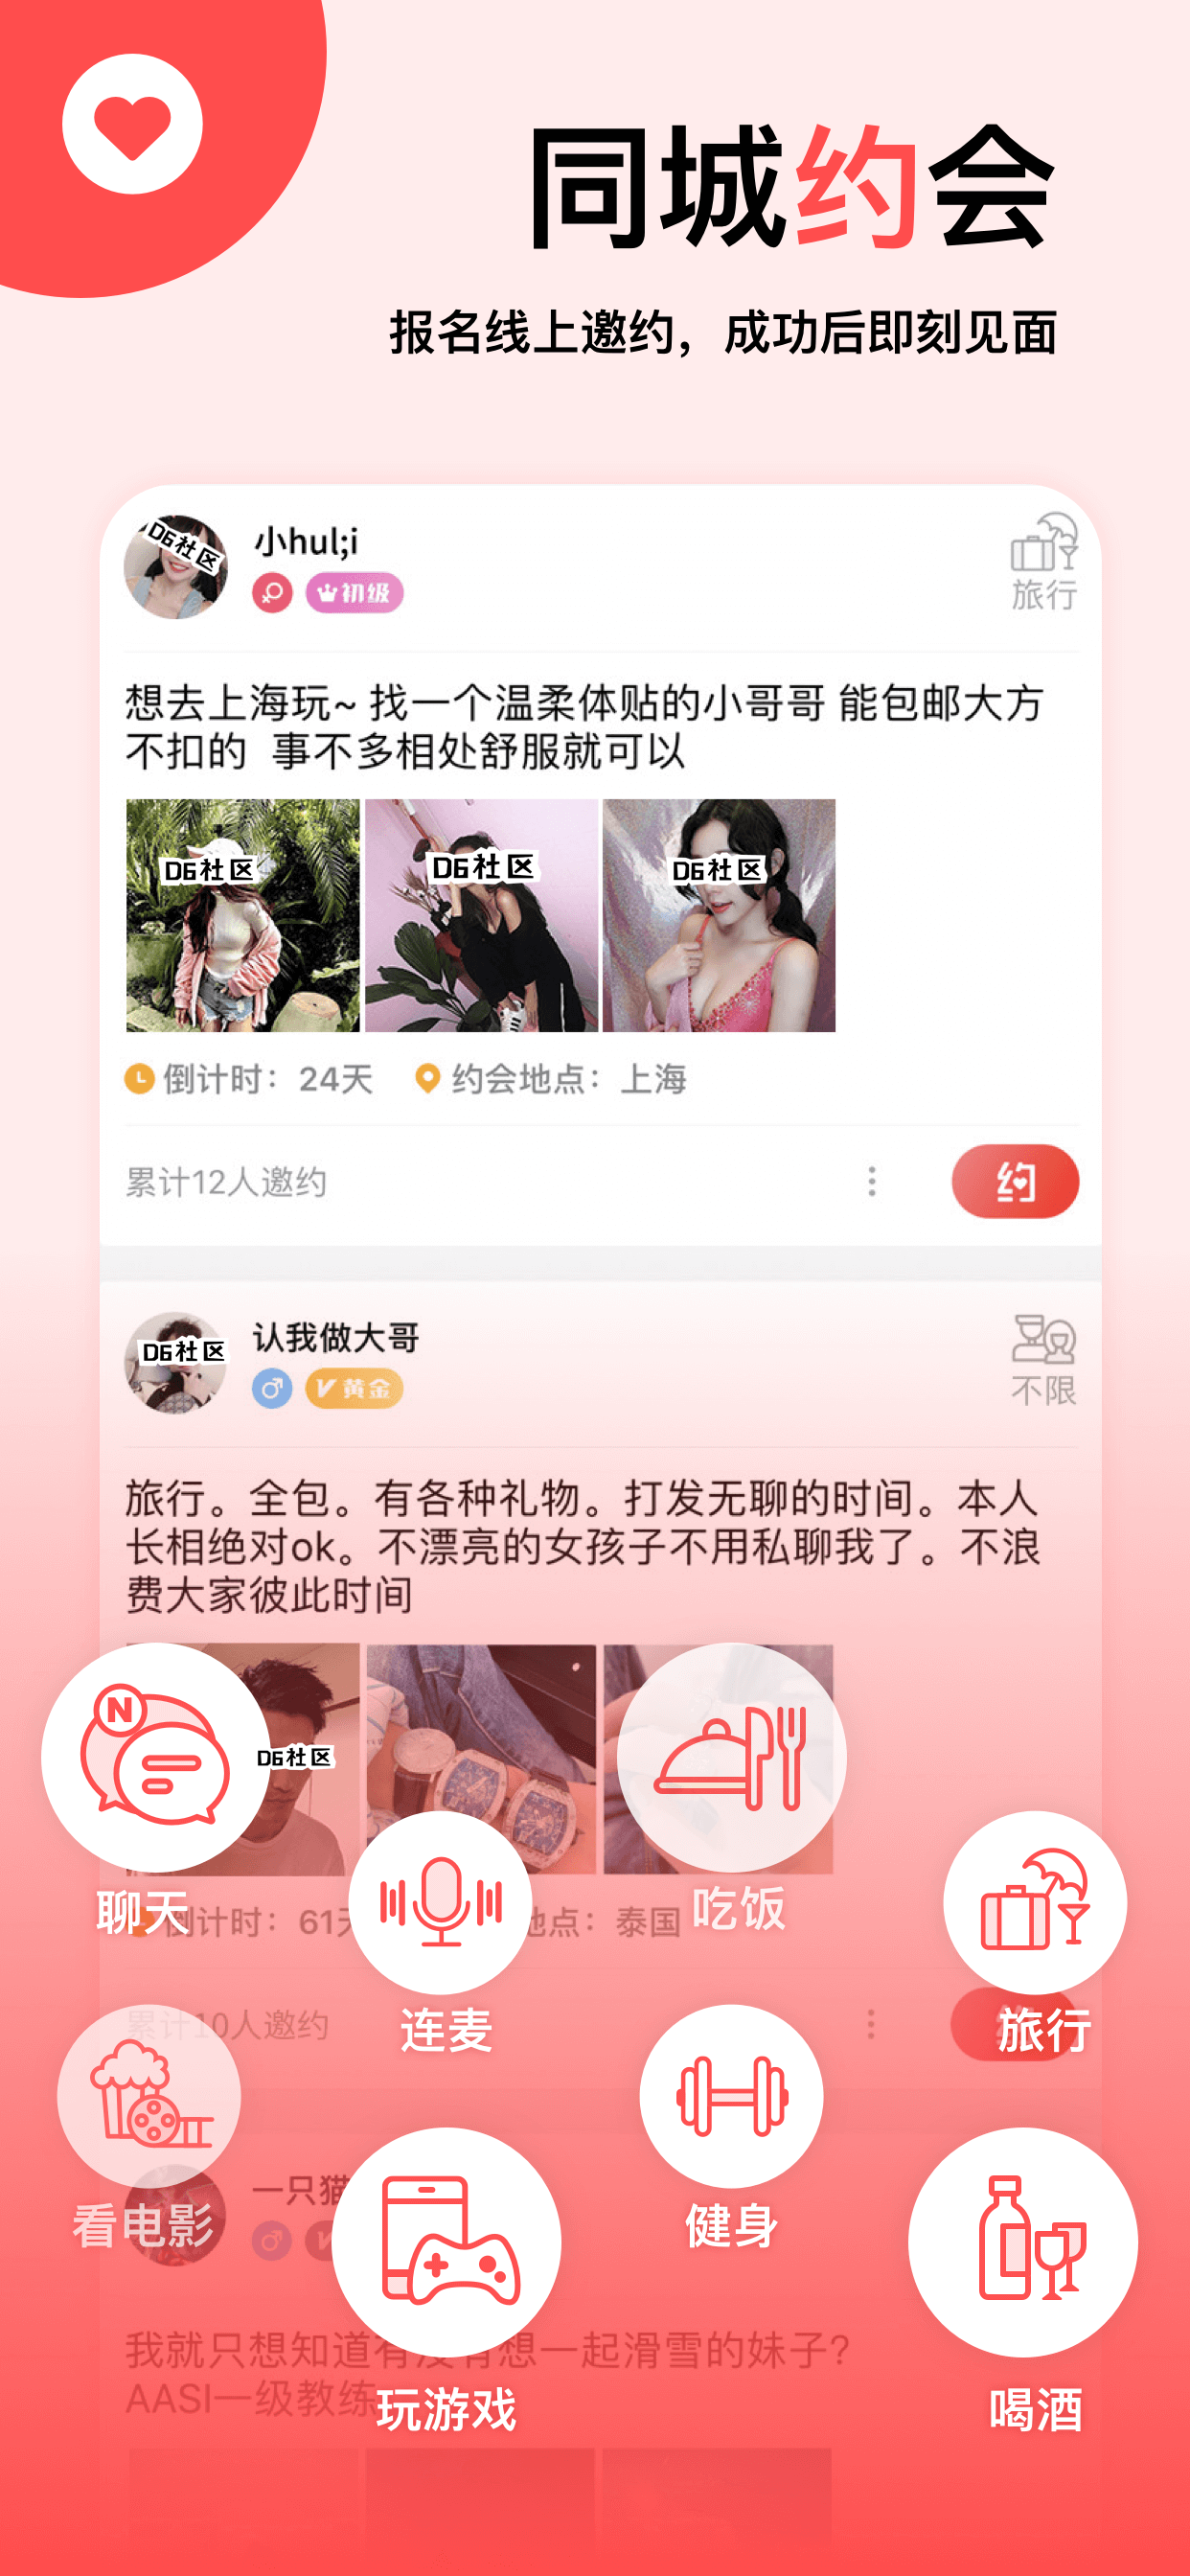 同城约会
报名线上邀约，成功后即刻见面
D6社区
小hul;i
初级
旅行
想去上海玩~ 找一个温柔体贴的小哥哥 能包邮大方
不扣的 事不多相处舒服就可以
D6社区
D6社区
D6社区
倒计时：24天
约会地点：上海
累计12人邀约
约
D6社区
认我做大哥
V 黄金
不限
旅行。全包。有各种礼物。打发无聊的时间。本人
长相绝对ok。不漂亮的女孩子不用私聊我了。不浪
费大家彼此时间
N
D6社区
聊天
倒计时：61天
地点：泰国
吃饭
累计10人邀约
连麦
旅行
一只猫
看电影
健身
我就只想知道有没有想一起滑雪的妹子?
AASI一级教练
玩游戏
喝酒